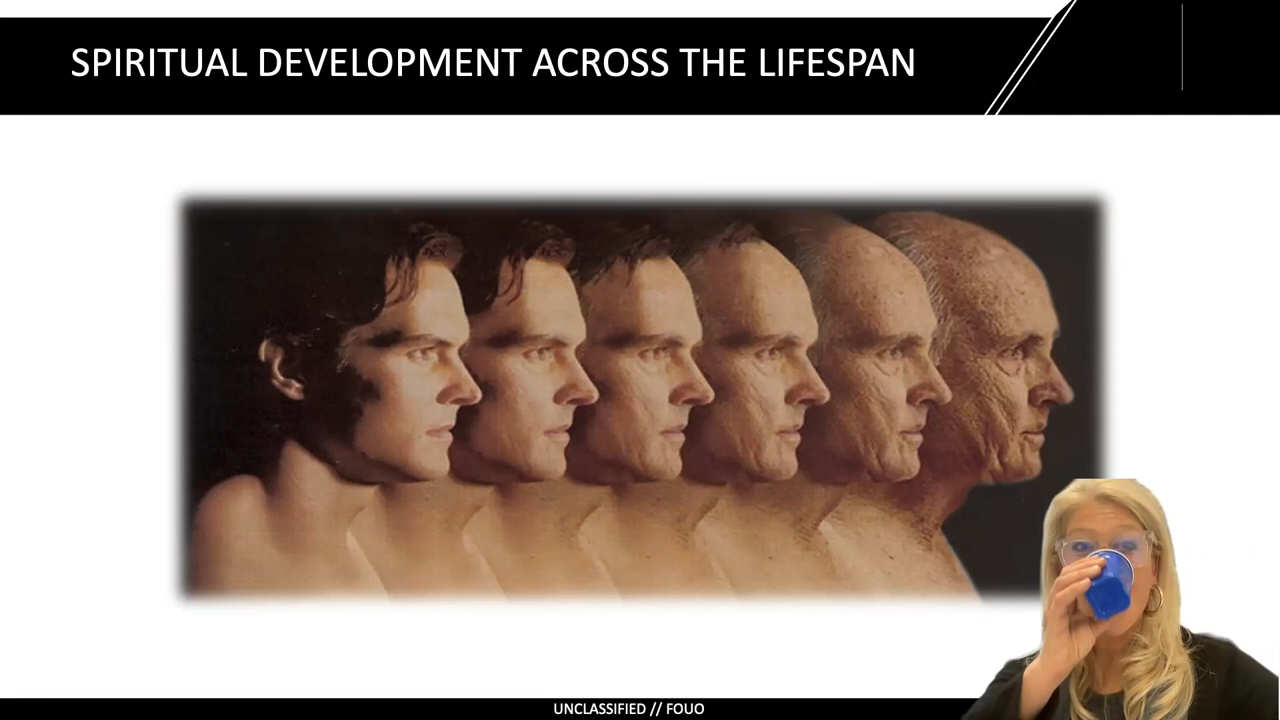 SPIRITUAL DEVELOPMENT ACROSS THE LIFESPAN
UNCLASSIFIED // FOUO